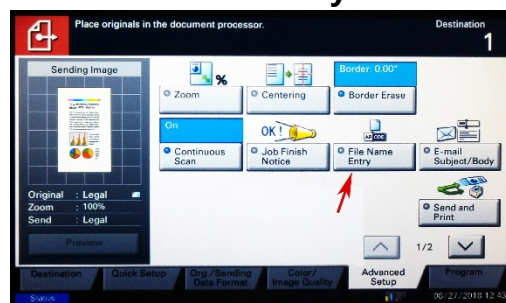 Place originals in the document processor.
Destination
1
Sending Image
%
Zoom
Centering
Border: 0.00"
Border Erase
On
Continuous
Scan
OK!
Job Finish
Notice
AB CDE
File Name
Entry
E-mail
Subject/Body
Original : Legal
Zoom : 100%
Send : Legal
Send and
Print
Preview
1/2
Destination
Quick Setup
Org./Sending
Data Format
Color/
Image Quality
Advanced
Setup
Program
Status
08/27/2018 12:43